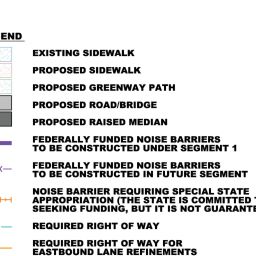 END
EXISTING SIDEWALK
PROPOSED SIDEWALK
PROPOSED GREENWAY PATH
PROPOSED ROAD/BRIDGE
PROPOSED RAISED MEDIAN
FEDERALLY FUNDED NOISE BARRIERS
TO BE CONSTRUCTED UNDER SEGMENT 1
FEDERALLY FUNDED NOISE BARRIERS
TO BE CONSTRUCTED IN FUTURE SEGMENT
NOISE BARRIER REQUIRING SPECIAL STATE
APPROPRIATION (THE STATE IS COMMITTED
SEEKING FUNDING, BUT IT IS NOT GUARANTE
REQUIRED RIGHT OF WAY
REQUIRED RIGHT OF WAY FOR
EASTBOUND LANE REFINEMENTS